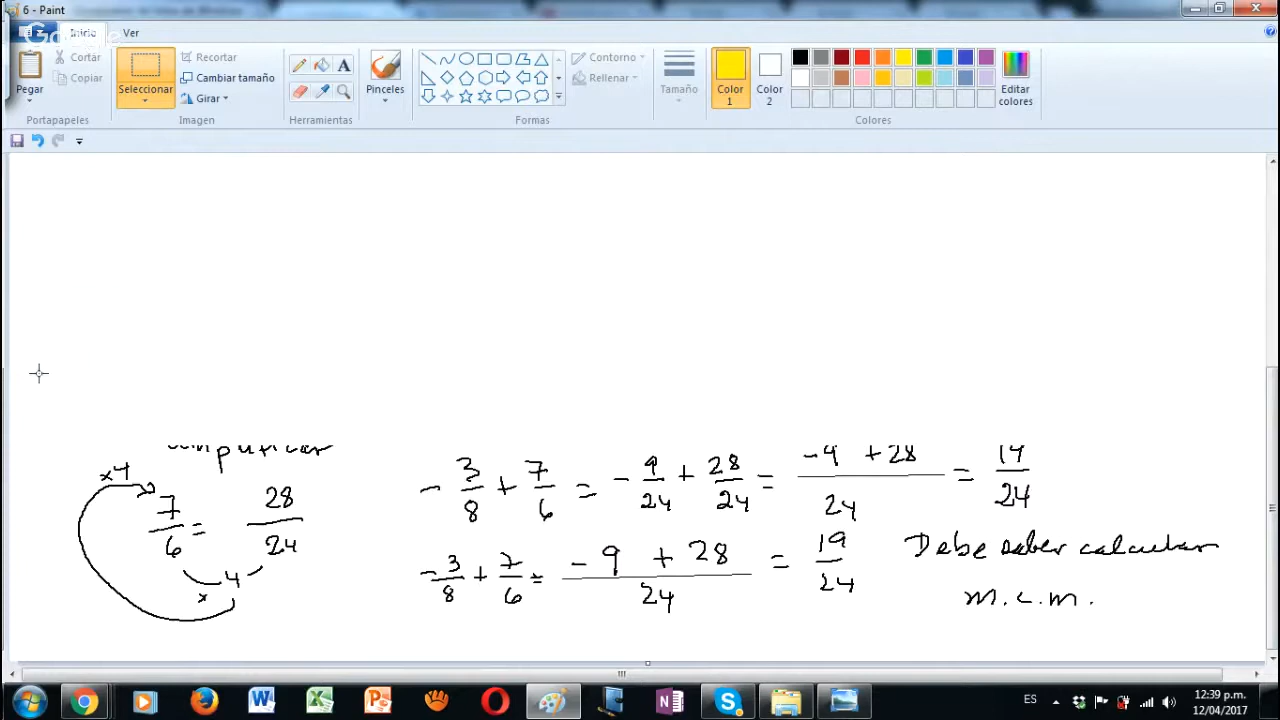 6 - Paint
Inicio Ver
Pegar
Cortar
Copiar
Portapapeles
Seleccionar
Recortar
Cambiar tamaño
Girar
Imagen
A
Herramientas
Pinceles
Contorno
Rellenar
Formas
Tamaño
Color 1
Color 2
Editar colores
Colores
x4
7/6 = 28/24
x 4
- 3/8 + 7/6 = - 9/24 + 28/24 = -9 + 28 / 24 = 19/24
- 3/8 + 7/6 = - 9 + 28 / 24 = 19/24
Debe saber calcular
m.c.m.
ES
12:39 p.m.
12/04/2017